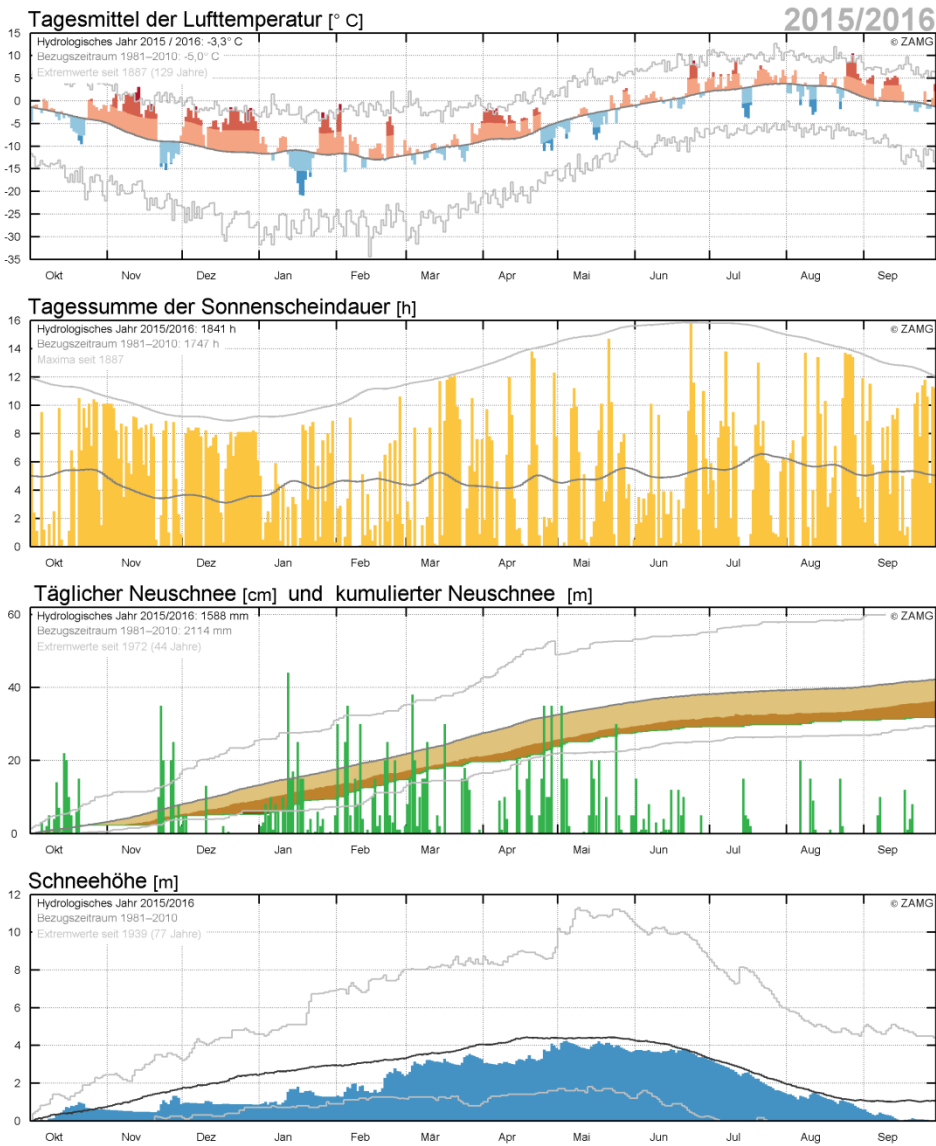 2015/2016
Tagesmittel der Lufttemperatur [° C]
Hydrologisches Jahr 2015 / 2016: -3,3° C
Bezugszeitraum 1981–2010: -5,0° C
Extremwerte seit 1887 (129 Jahre)
© ZAMG
15
10
5
0
-5
-10
-15
-20
-25
-30
-35
Okt Nov Dez Jan Feb Mär Apr Mai Jun Jul Aug Sep
Tagessumme der Sonnenscheindauer [h]
Hydrologisches Jahr 2015/2016: 1841 h
Bezugszeitraum 1981–2010: 1747 h
Maxima seit 1887
© ZAMG
16
14
12
10
8
6
4
2
0
Okt Nov Dez Jan Feb Mär Apr Mai Jun Jul Aug Sep
Täglicher Neuschnee [cm] und kumulierter Neuschnee [m]
Hydrologisches Jahr 2015/2016: 1588 mm
Bezugszeitraum 1981–2010: 2114 mm
Extremwerte seit 1972 (44 Jahre)
© ZAMG
60
40
20
0
Okt Nov Dez Jan Feb Mär Apr Mai Jun Jul Aug Sep
Schneehöhe [m]
Hydrologisches Jahr 2015/2016
Bezugszeitraum 1981–2010
Extremwerte seit 1939 (77 Jahre)
© ZAMG
12
10
8
6
4
2
0
Okt Nov Dez Jan Feb Mär Apr Mai Jun Jul Aug Sep